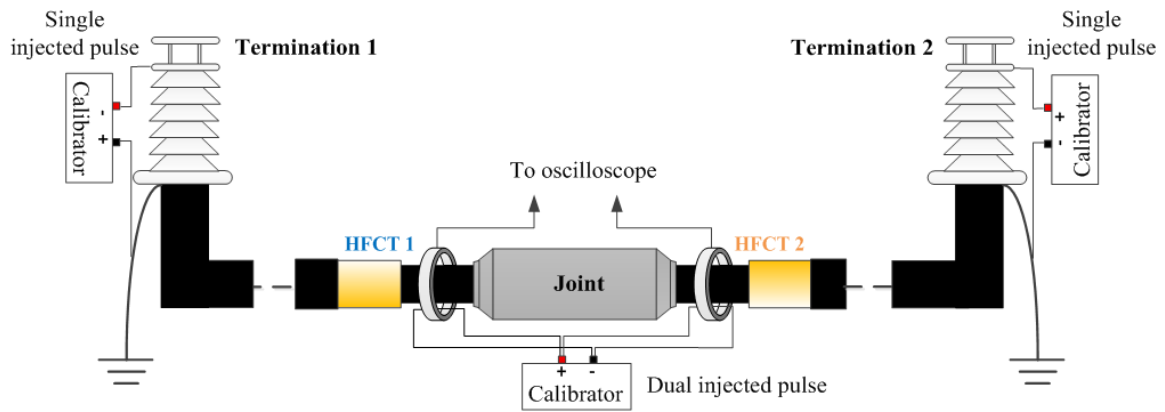 Single
injected pulse
Termination 1
Termination 2
Single
injected pulse
- +
Calibrator
+ -
Calibrator
To oscilloscope
HFCT 1
HFCT 2
Joint
+ -
Calibrator
Dual injected pulse